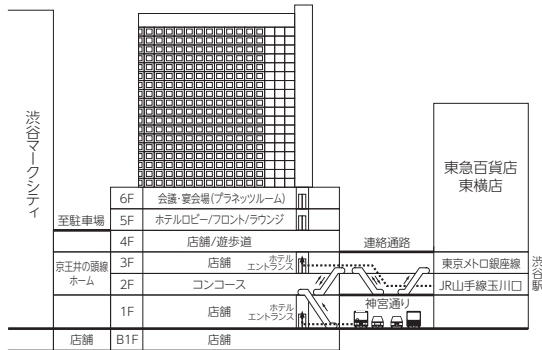 渋谷マークシティ
6F 会議・宴会場(プラネッツルーム)
至駐車場 5F ホテルロビー/フロント/ラウンジ
4F 店舗/遊歩道
京王井の頭線
ホーム
3F 店舗 ホテル
エントランス
2F コンコース
1F 店舗 ホテル
エントランス
店舗 B1F 店舗
連絡通路
神宮通り
東急百貨店
東横店
東京メトロ銀座線
JR山手線玉川口
渋谷駅